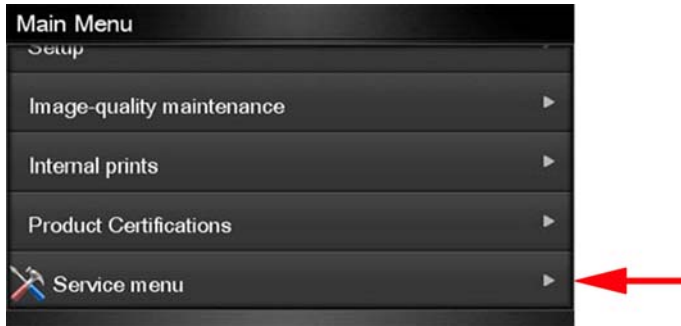 Main Menu
Setup
Image-quality maintenance
Internal prints
Product Certifications
Service menu